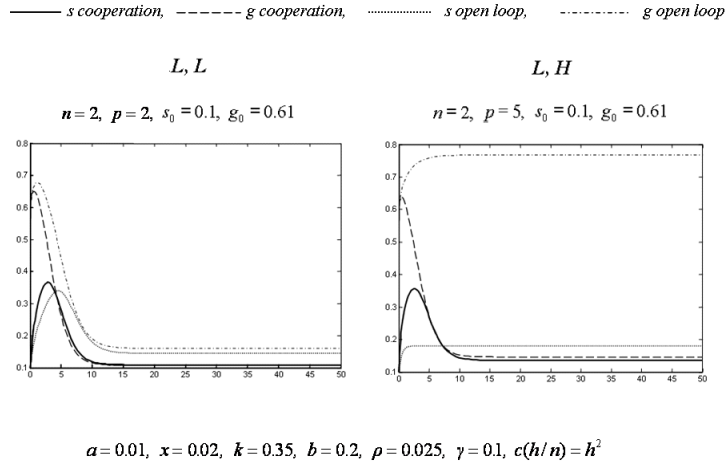 s cooperation, g cooperation, s open loop, g open loop
L, L
L, H
n = 2, p = 2, s₀ = 0.1, g₀ = 0.61
n = 2, p = 5, s₀ = 0.1, g₀ = 0.61
0.8
0.7
0.6
0.5
0.4
0.3
0.2
0.1
0 5 10 15 20 25 30 35 40 45 50
0.8
0.7
0.6
0.5
0.4
0.3
0.2
0.1
0 5 10 15 20 25 30 35 40 45 50
a = 0.01, x = 0.02, k = 0.35, b = 0.2, ρ = 0.025, γ = 0.1, c(h/n) = h²